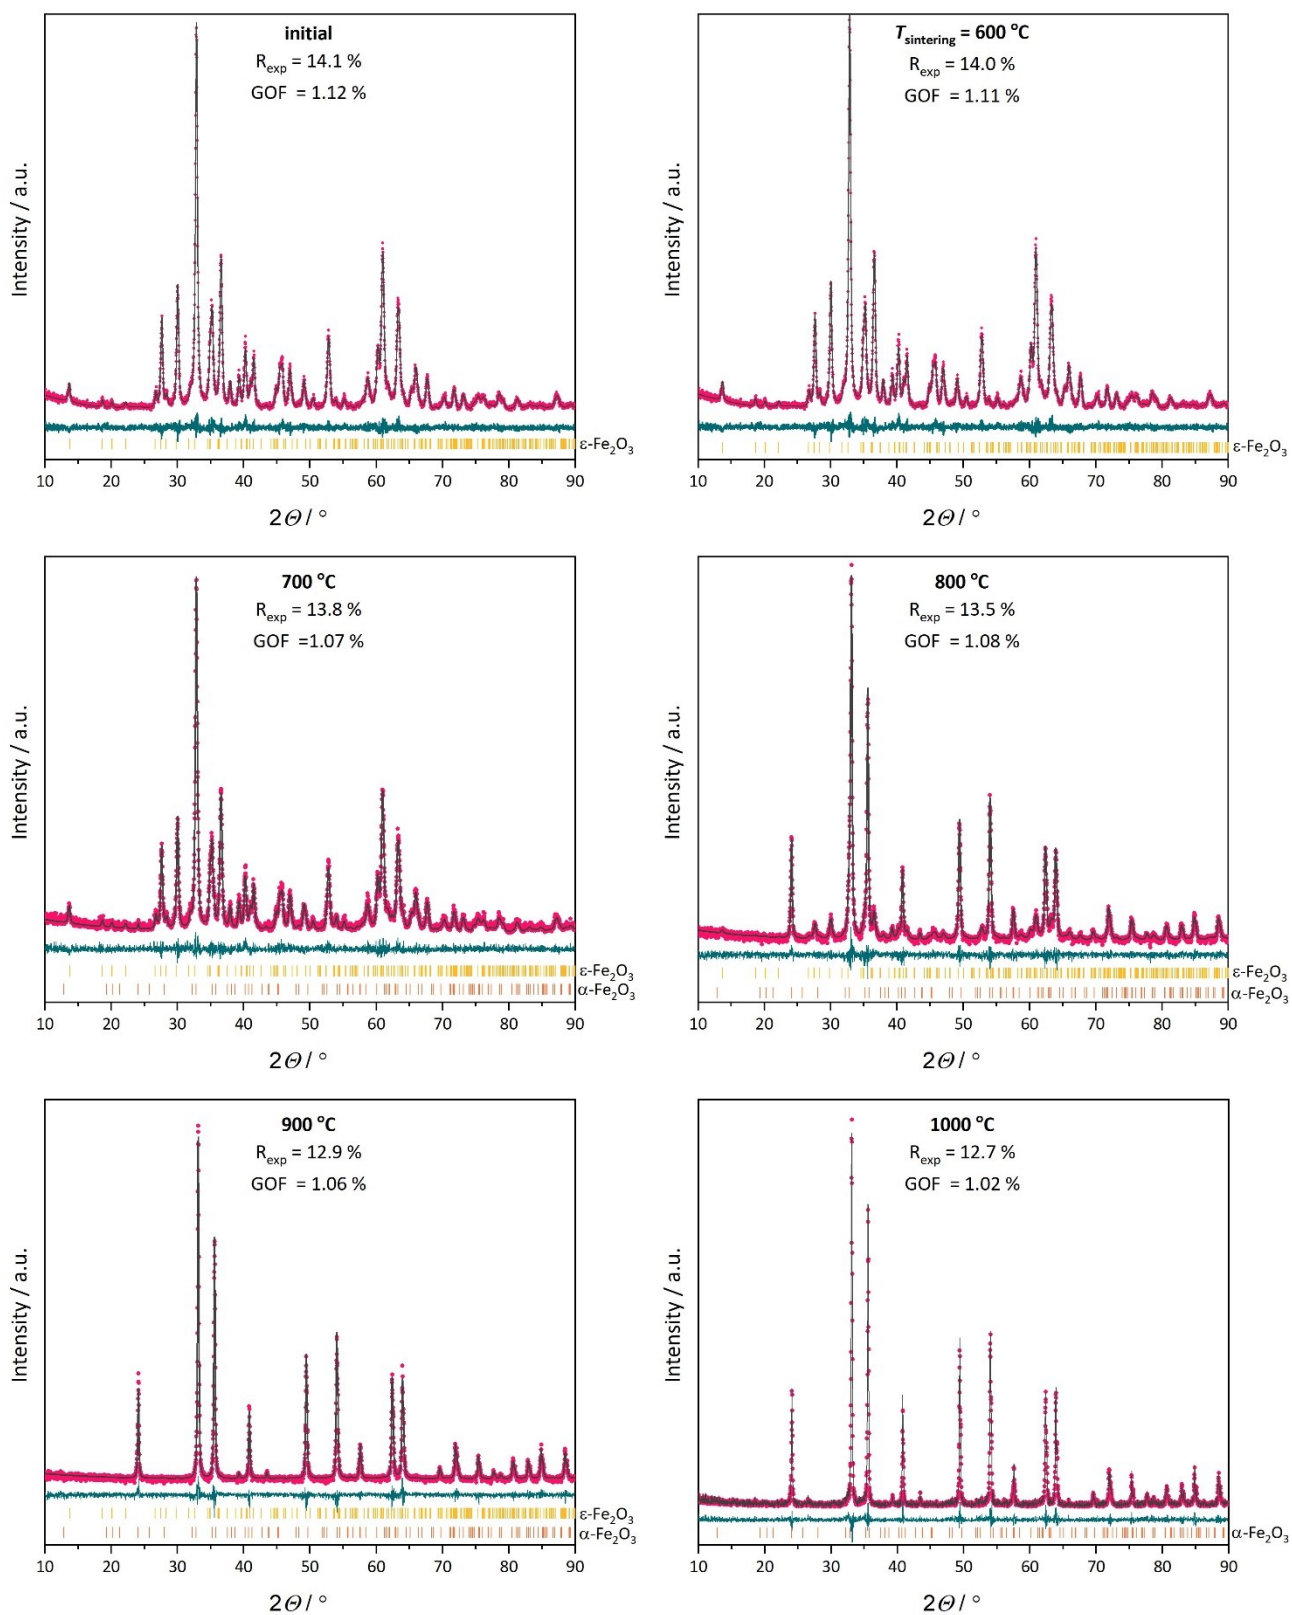 initial
R_exp = 14.1 %
GOF = 1.12 %
Intensity / a.u.
ε-Fe₂O₃
10 20 30 40 50 60 70 80 90
2Θ / °
T_sintering = 600 °C
R_exp = 14.0 %
GOF = 1.11 %
Intensity / a.u.
ε-Fe₂O₃
10 20 30 40 50 60 70 80 90
2Θ / °
700 °C
R_exp = 13.8 %
GOF =1.07 %
Intensity / a.u.
ε-Fe₂O₃
α-Fe₂O₃
10 20 30 40 50 60 70 80 90
2Θ / °
800 °C
R_exp = 13.5 %
GOF = 1.08 %
Intensity / a.u.
ε-Fe₂O₃
α-Fe₂O₃
10 20 30 40 50 60 70 80 90
2Θ / °
900 °C
R_exp = 12.9 %
GOF = 1.06 %
Intensity / a.u.
ε-Fe₂O₃
α-Fe₂O₃
10 20 30 40 50 60 70 80 90
2Θ / °
1000 °C
R_exp = 12.7 %
GOF = 1.02 %
Intensity / a.u.
α-Fe₂O₃
10 20 30 40 50 60 70 80 90
2Θ / °